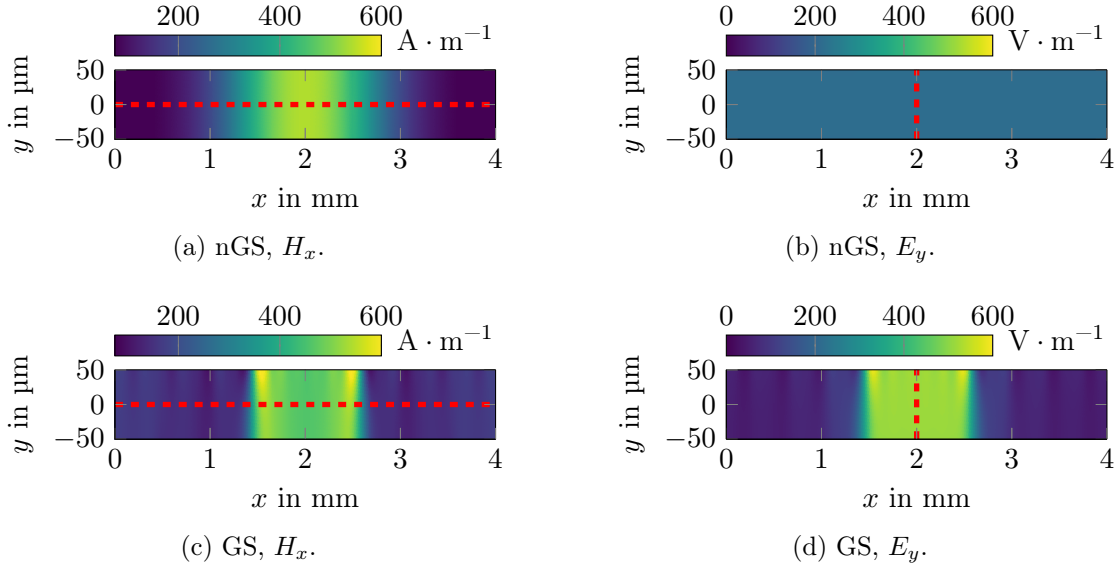 200 400 600
A · m⁻¹
50
0
−50
y in µm
0 1 2 3 4
x in mm
(a) nGS, Hₓ.
0 200 400 600
V · m⁻¹
50
0
−50
y in µm
0 1 2 3 4
x in mm
(b) nGS, E_y.
200 400 600
A · m⁻¹
50
0
−50
y in µm
0 1 2 3 4
x in mm
(c) GS, Hₓ.
0 200 400 600
V · m⁻¹
50
0
−50
y in µm
0 1 2 3 4
x in mm
(d) GS, E_y.